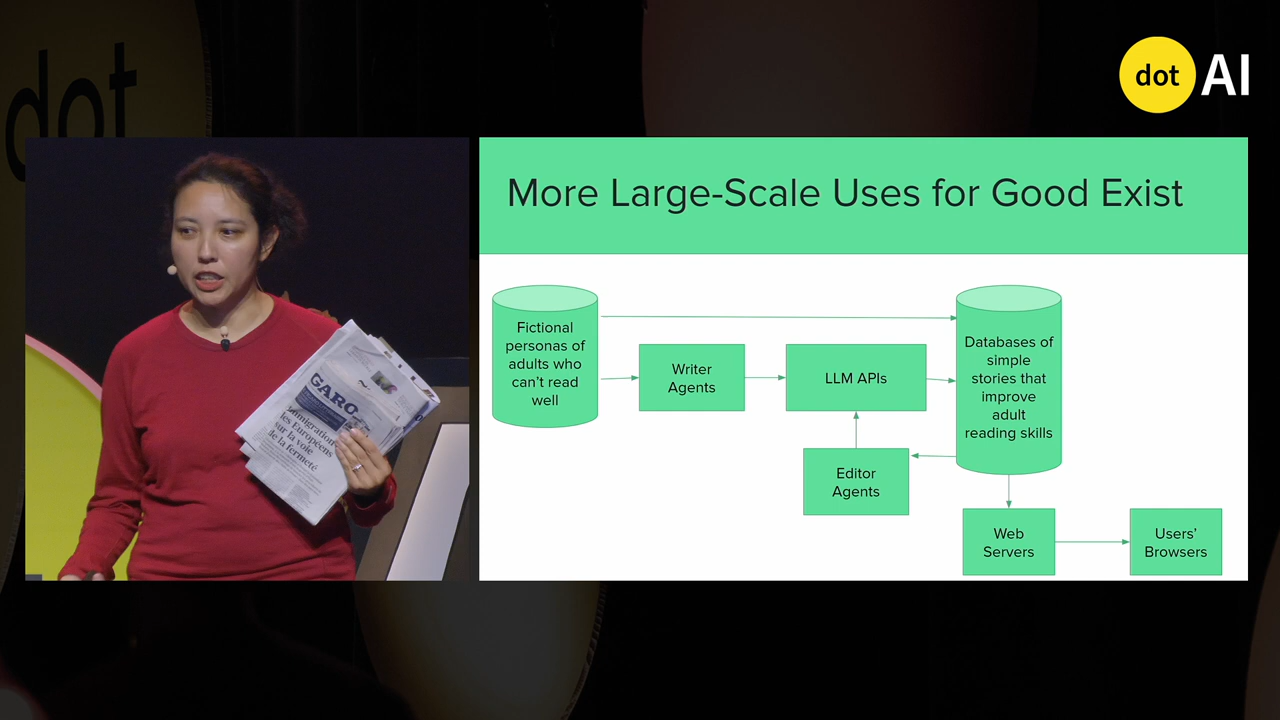 dot
dot AI
More Large-Scale Uses for Good Exist
Fictional
personas of
adults who
can't read
well
Writer
Agents
LLM APIs
Editor
Agents
Databases of
simple
stories that
improve
adult
reading skills
Web
Servers
Users'
Browsers
GARO
immigration
les Européens
sur la voie
de la fermeté